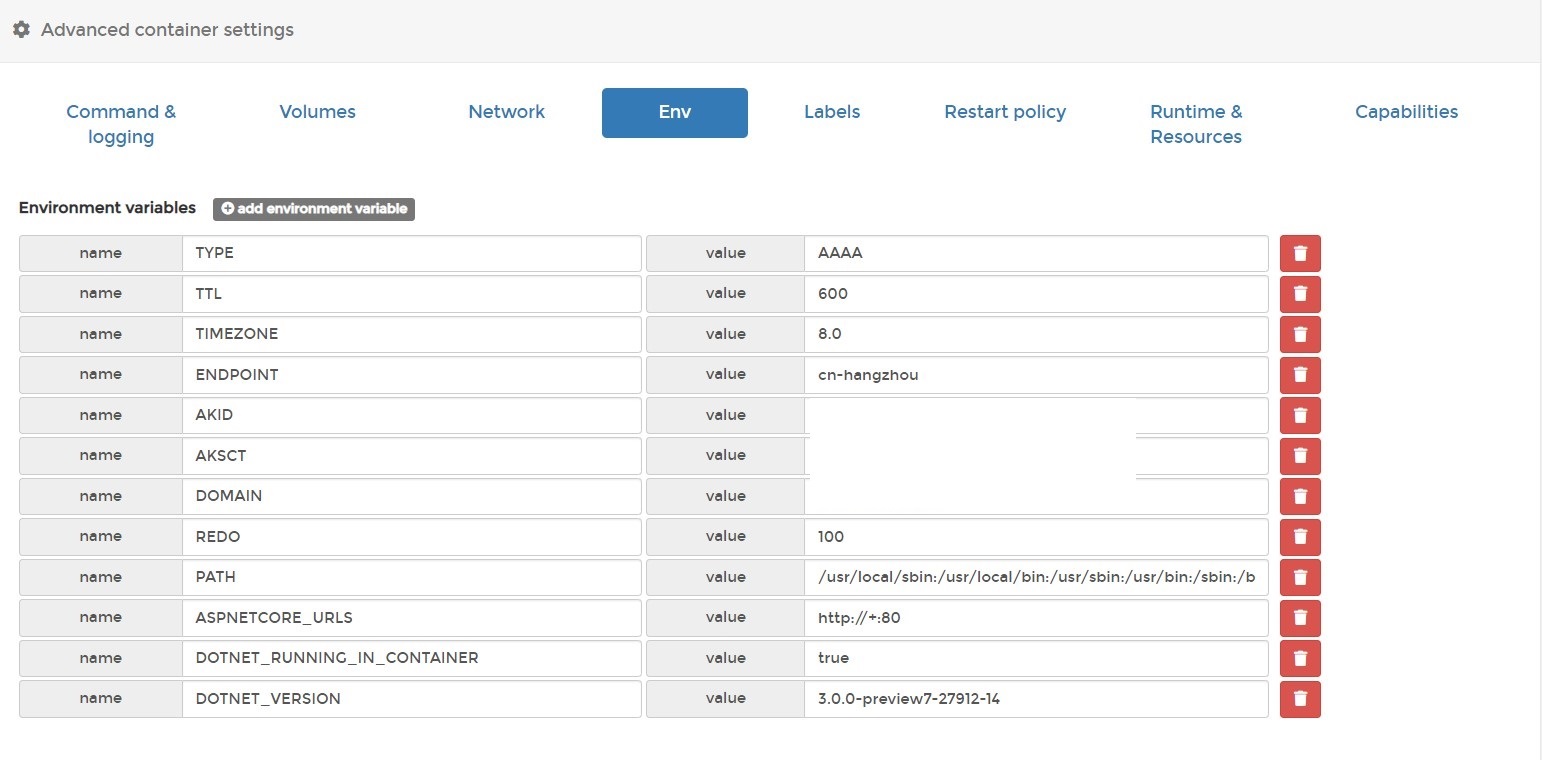 Advanced container settings
Command & logging Volumes Network Env Labels Restart policy Runtime & Resources Capabilities
Environment variables add environment variable
name TYPE value AAAA
name TTL value 600
name TIMEZONE value 8.0
name ENDPOINT value cn-hangzhou
name AKID value
name AKSCT value
name DOMAIN value
name REDO value 100
name PATH value /usr/local/sbin:/usr/local/bin:/usr/sbin:/usr/bin:/sbin:/b
name ASPNETCORE_URLS value http://+:80
name DOTNET_RUNNING_IN_CONTAINER value true
name DOTNET_VERSION value 3.0.0-preview7-27912-14